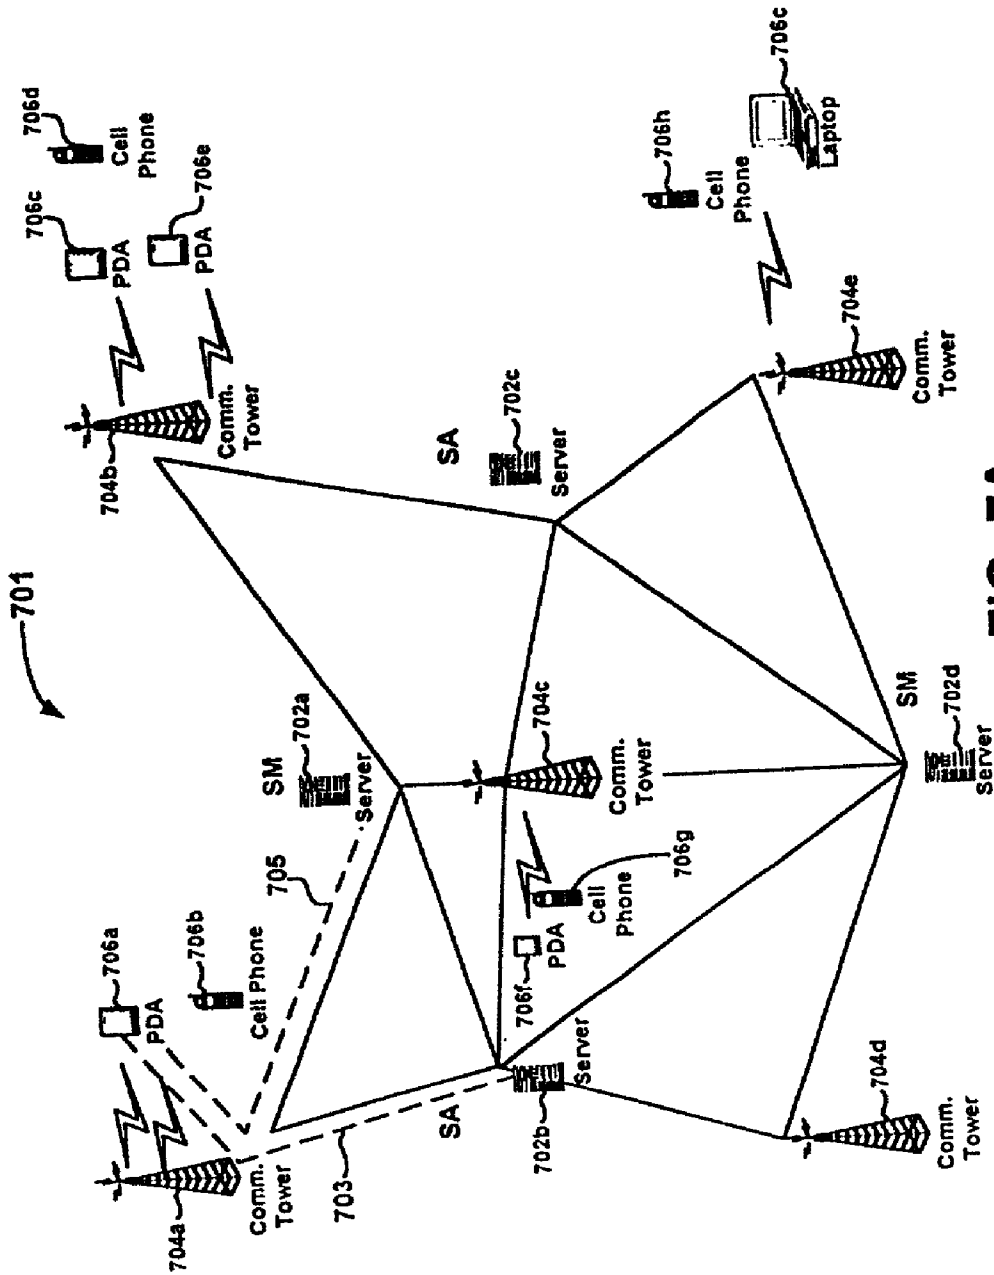 701
706a
PDA
706b
Cell Phone
704a
Comm.
Tower
703
705
SA
702b
Server
SM
702a
Server
706c
PDA
706d
Cell
Phone
706e
PDA
704b
Comm.
Tower
SA
702c
Server
704c
Comm.
Tower
706f
PDA
Cell
Phone
706g
706h
Cell
Phone
706c
Laptop
704e
Comm.
Tower
704d
Comm.
Tower
SM
702d
Server